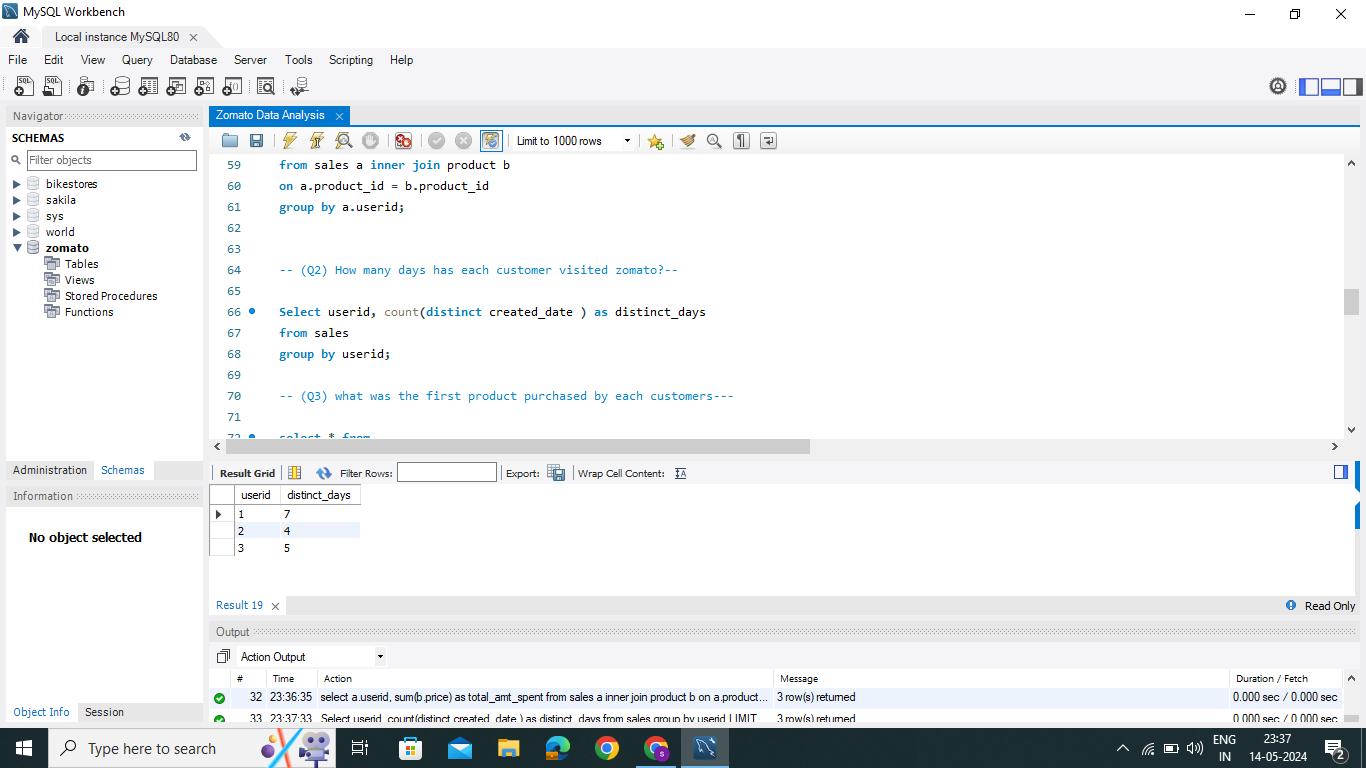 MySQL Workbench
Local instance MySQL80
File Edit View Query Database Server Tools Scripting Help
Navigator
SCHEMAS
Filter objects
bikestores
sakila
sys
world
zomato
Tables
Views
Stored Procedures
Functions
Administration Schemas
Information
No object selected
Object Info Session
Zomato Data Analysis
Limit to 1000 rows
59 from sales a inner join product b
60 on a.product_id = b.product_id
61 group by a.userid;
62
63
64 -- (Q2) How many days has each customer visited zomato?--
65
66 Select userid, count(distinct created_date ) as distinct_days
67 from sales
68 group by userid;
69
70 -- (Q3) what was the first product purchased by each customers---
71
72 select * from
Result Grid Filter Rows: Export: Wrap Cell Content:
userid distinct_days
1 7
2 4
3 5
Result 19 Read Only
Output
Action Output
# Time Action Message Duration / Fetch
32 23:36:35 select a.userid, sum(b.price) as total_amt_spent from sales a inner join product b on a.product... 3 row(s) returned 0.000 sec / 0.000 sec
33 23:37:33 Select userid, count(distinct created_date ) as distinct_days from sales group by userid LIMIT 3 row(s) returned 0.000 sec / 0.000 sec
Type here to search
ENG
IN
23:37
14-05-2024
2